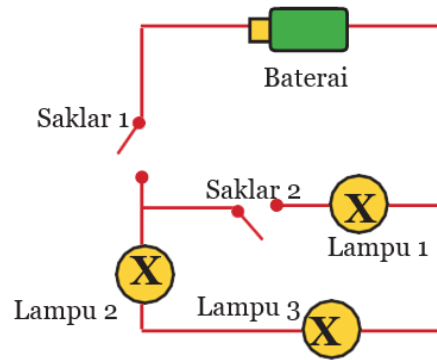 Baterai
Saklar 1
Saklar 2
X
Lampu 1
X
Lampu 2
Lampu 3
X